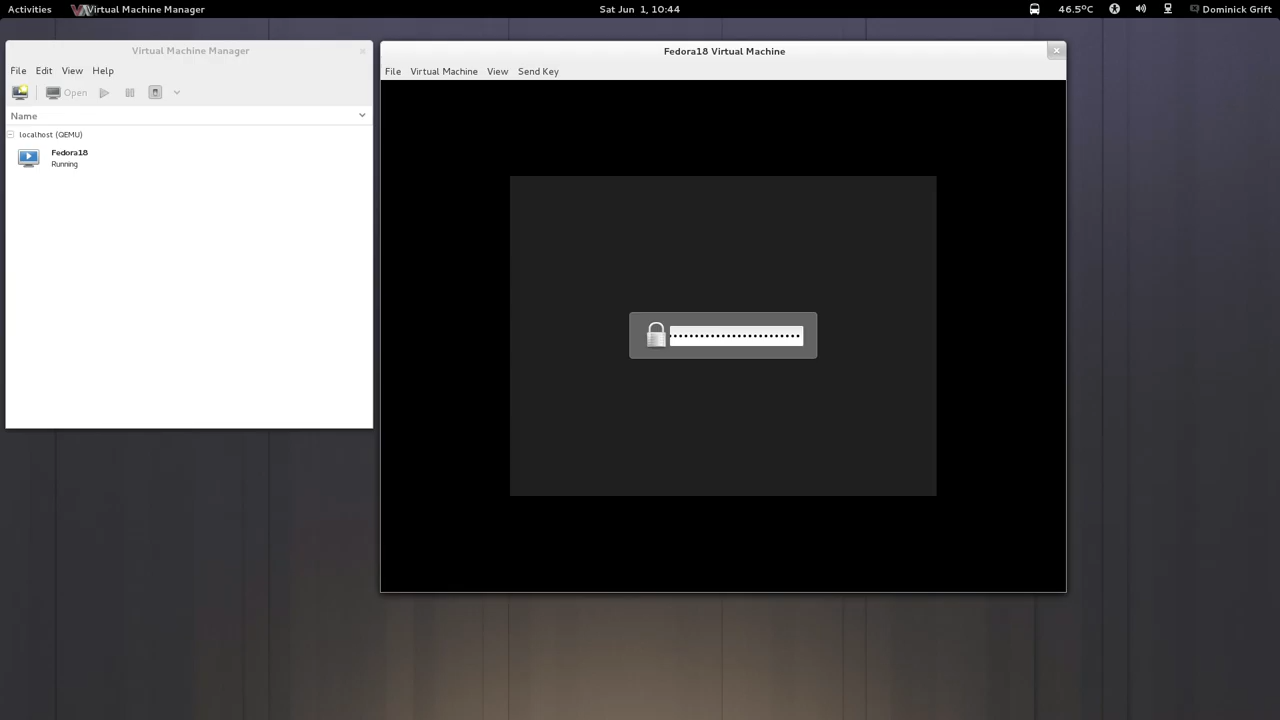 Activities Virtual Machine Manager Sat Jun 1, 10:44 46.5ºC Dominick Grift
Virtual Machine Manager
File Edit View Help
Open
Name
localhost (QEMU)
Fedora18
Running
Fedora18 Virtual Machine
File Virtual Machine View Send Key